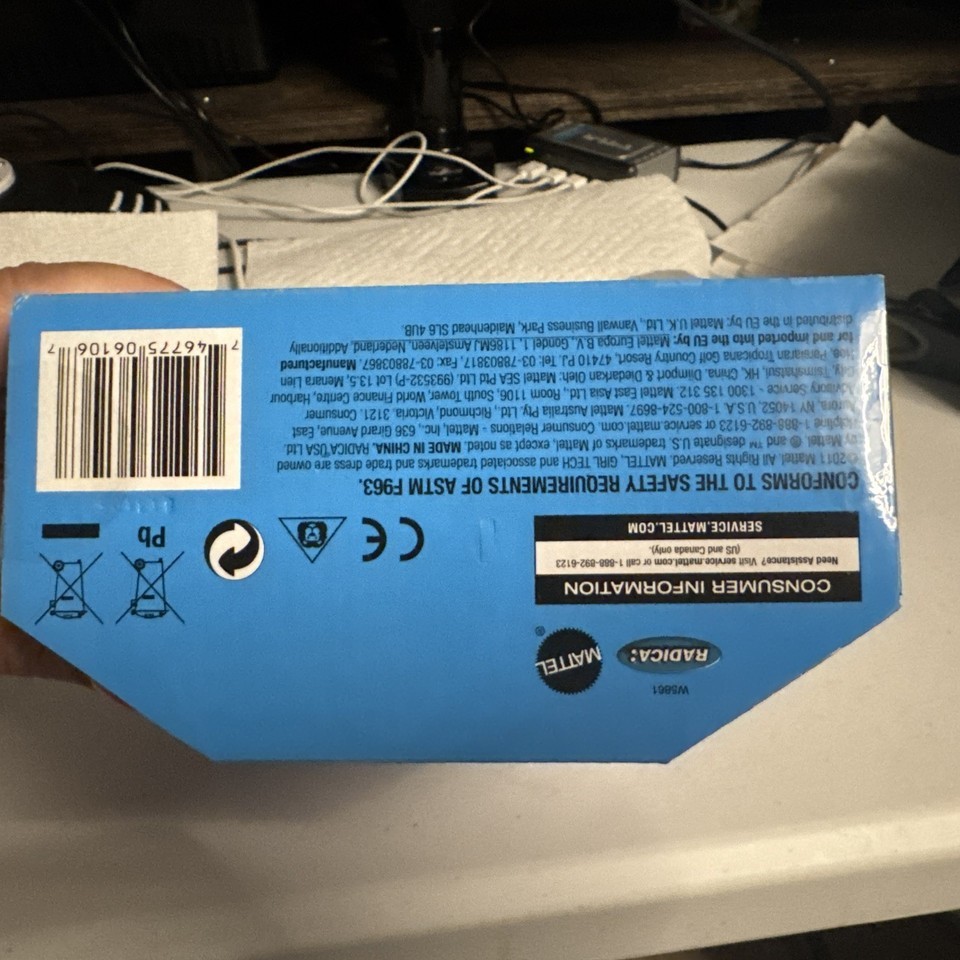 W5861
RADICA:
MATTEL
®
CONSUMER INFORMATION
Need Assistance? Visit service.mattel.com or call 1-888-892-6123
(US and Canada only).
SERVICE.MATTEL.COM
CE
Pb
CONFORMS TO THE SAFETY REQUIREMENTS OF ASTM F963.
©2011 Mattel. All Rights Reserved. MATTEL, GIRL TECH and associated trademarks and trade dress are owned
by Mattel. ® and ™ designate U.S. trademarks of Mattel, except as noted. MADE IN CHINA. RADICA, USA Ltd.
Hotline 1-888-892-6123 or service.mattel.com. Consumer Relations - Mattel, Inc. 636 Girard Avenue, East
Aurora, NY 14052, U.S.A. 1-800-524-8697. Mattel Australia Pty. Ltd., Richmond, Victoria. 3121. Consumer
Advisory Service - 1300 135 312. Mattel East Asia Ltd., Room 1106, South Tower, World Finance Centre, Harbour
City, Tsimshatsui, HK, China. Diimport & Diedarkan Oleh: Mattel SEA Ptd Ltd. (993532-P) Lot 13.5, Menara Lien
Hoe, Persiaran Tropicana Golf Country Resort, 47410 PJ. Tel: 03-78803817, Fax: 03-78803867. Manufactured
for and imported into the EU by: Mattel Europa B.V., Gondel 1, 1186MJ Amstelveen, Nederland. Additionally
distributed in the EU by: Mattel U.K. Ltd., Vanwall Business Park, Maidenhead SL6 4UB.
7 46775 06106 7